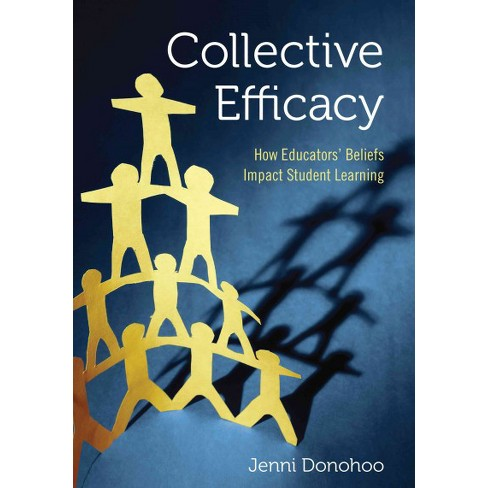 Collective
Efficacy
How Educators' Beliefs
Impact Student Learning
Jenni Donohoo